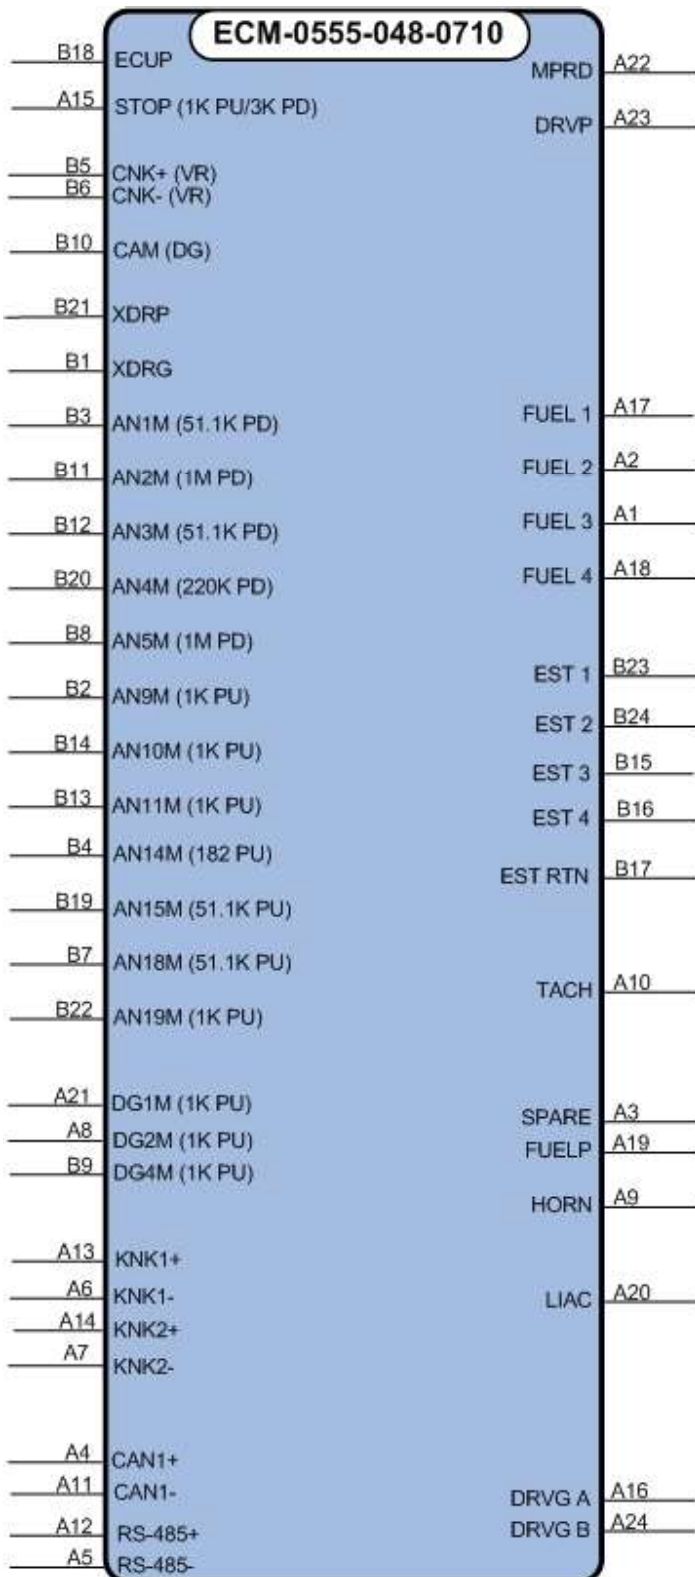 ECM-0555-048-0710
B18 ECUP
A15 STOP (1K PU/3K PD)
B5 CNK+ (VR)
B6 CNK- (VR)
B10 CAM (DG)
B21 XDRP
B1 XDRG
B3 AN1M (51.1K PD)
B11 AN2M (1M PD)
B12 AN3M (51.1K PD)
B20 AN4M (220K PD)
B8 AN5M (1M PD)
B2 AN9M (1K PU)
B14 AN10M (1K PU)
B13 AN11M (1K PU)
B4 AN14M (182 PU)
B19 AN15M (51.1K PU)
B7 AN18M (51.1K PU)
B22 AN19M (1K PU)
A21 DG1M (1K PU)
A8 DG2M (1K PU)
B9 DG4M (1K PU)
A13 KNK1+
A6 KNK1-
A14 KNK2+
A7 KNK2-
A4 CAN1+
A11 CAN1-
A12 RS-485+
A5 RS-485-
MPRD A22
DRVP A23
FUEL 1 A17
FUEL 2 A2
FUEL 3 A1
FUEL 4 A18
EST 1 B23
EST 2 B24
EST 3 B15
EST 4 B16
EST RTN B17
TACH A10
SPARE A3
FUELP A19
HORN A9
LIAC A20
DRVG A A16
DRVG B A24